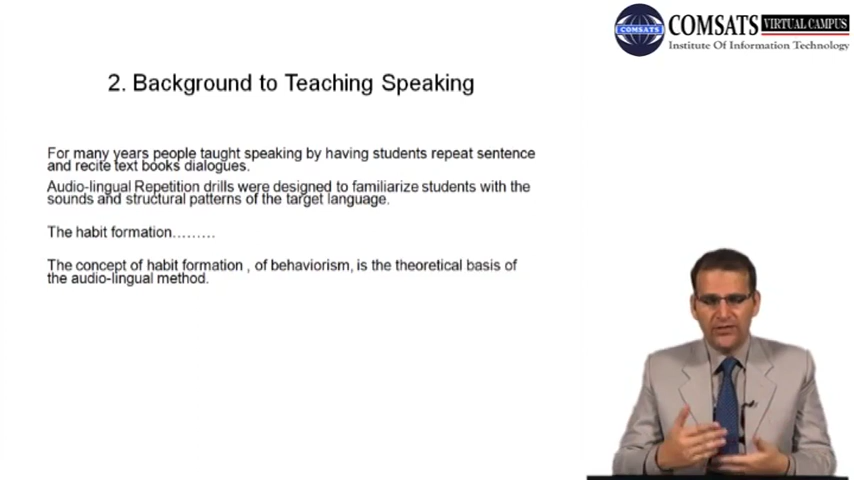 COMSATS VIRTUAL CAMPUS
COMSATS
Institute Of Information Technology
2. Background to Teaching Speaking
For many years people taught speaking by having students repeat sentence
and recite text books dialogues.
Audio-lingual Repetition drills were designed to familiarize students with the
sounds and structural patterns of the target language.
The habit formation.........
The concept of habit formation , of behaviorism, is the theoretical basis of
the audio-lingual method.